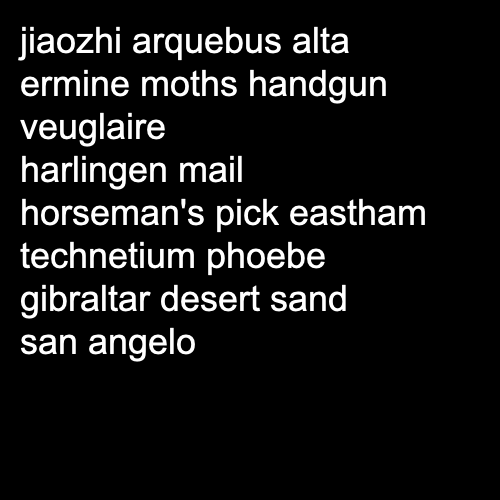 jiaozhi arquebus alta
ermine moths handgun
veuglaire
harlingen mail
horseman's pick eastham
technetium phoebe
gibraltar desert sand
san angelo